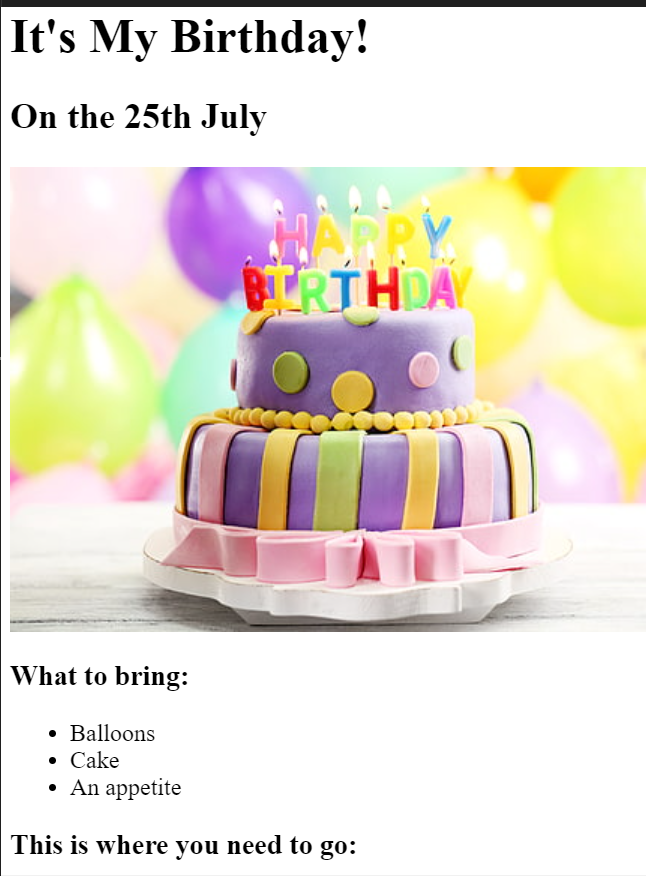 It's My Birthday!
On the 25th July
HAPPY
BIRTHDAY
What to bring:
Balloons
Cake
An appetite
This is where you need to go: